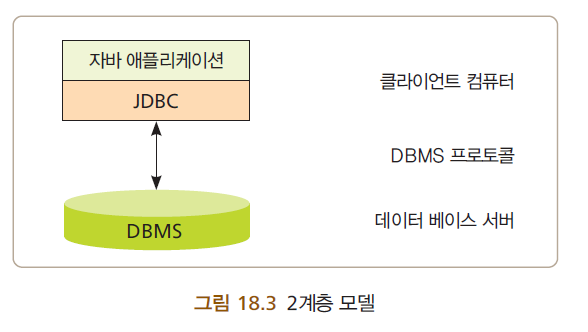 자바 애플리케이션
클라이언트 컴퓨터
JDBC
DBMS 프로토콜
데이터 베이스 서버
DBMS
그림 18.3 2계층 모델